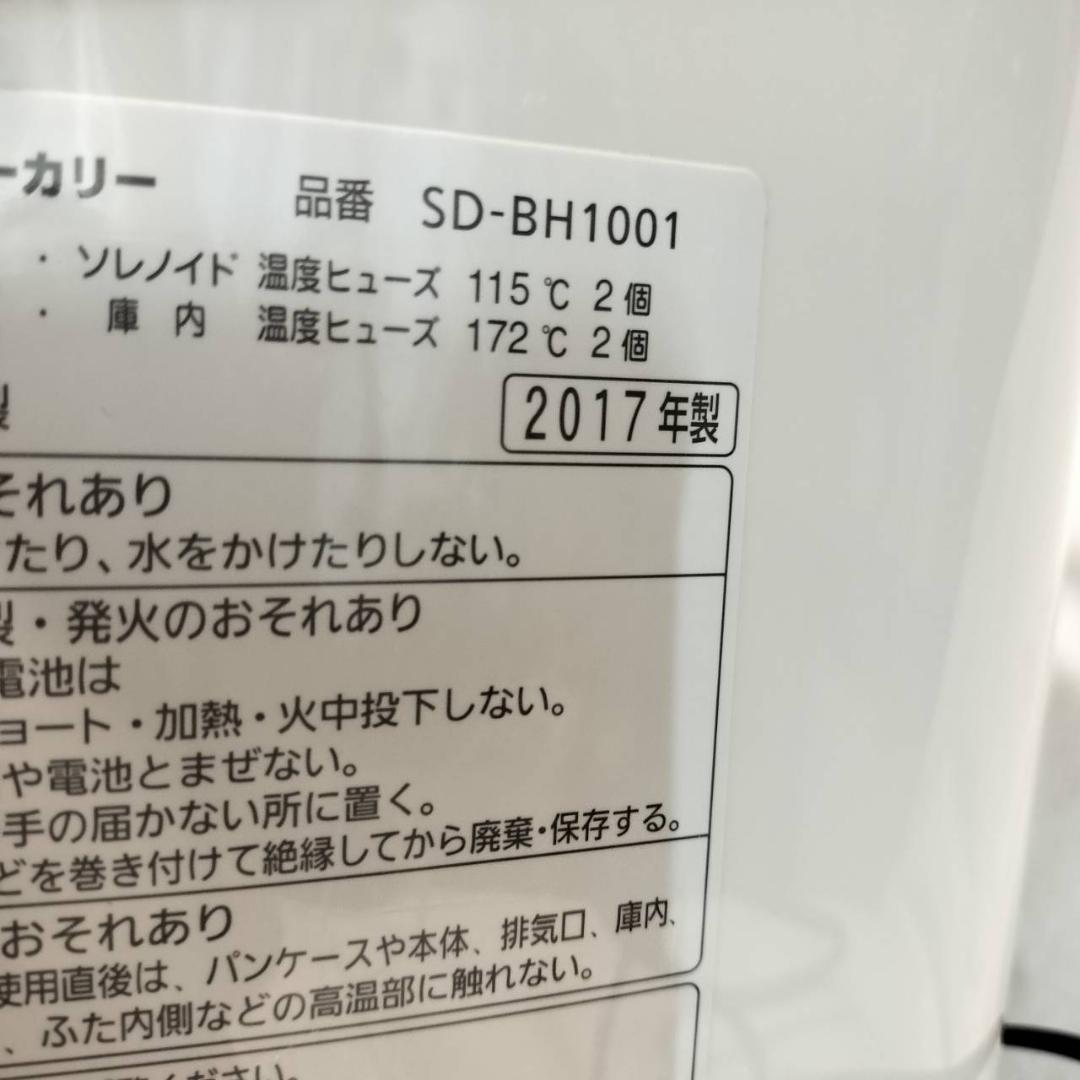 ーカリー 品番 SD-BH1001
・ソレノイド 温度ヒューズ 115℃ 2個
・庫内 温度ヒューズ 172℃ 2個
製
2017年製
それあり
たり、水をかけたりしない。
・発火のおそれあり
電池は
ョート・加熱・火中投下しない。
や電池とまぜない。
手の届かない所に置く。
どを巻き付けて絶縁してから廃棄・保存する。
おそれあり
使用直後は、パンケースや本体、排気口、庫内、
、ふた内側などの高温部に触れない。
ください。